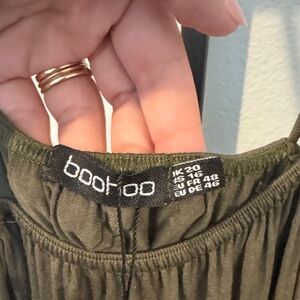 boohoo
UK 20
US 16
EU FR 48
EU DE 46